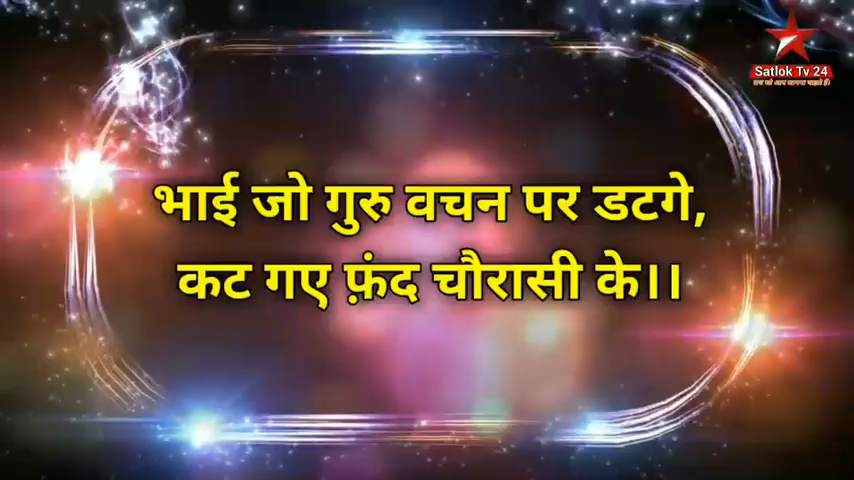 Satlok Tv 24
भाई जो गुरु वचन पर डटगे,
कट गए फ़ंद चौरासी के।।